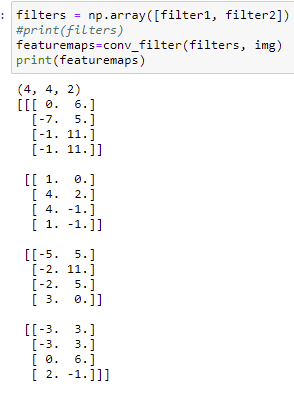 : filters = np.array([filter1, filter2])
#print(filters)
featuremaps=conv_filter(filters, img)
print(featuremaps)
(4, 4, 2)
[[[ 0.  6.]
  [-7.  5.]
  [-1. 11.]
  [-1. 11.]]
 [[ 1.  0.]
  [ 4.  2.]
  [ 4. -1.]
  [ 1. -1.]]
 [[-5.  5.]
  [-2. 11.]
  [-2.  5.]
  [ 3.  0.]]
 [[-3.  3.]
  [-3.  3.]
  [ 0.  6.]
  [ 2. -1.]]]